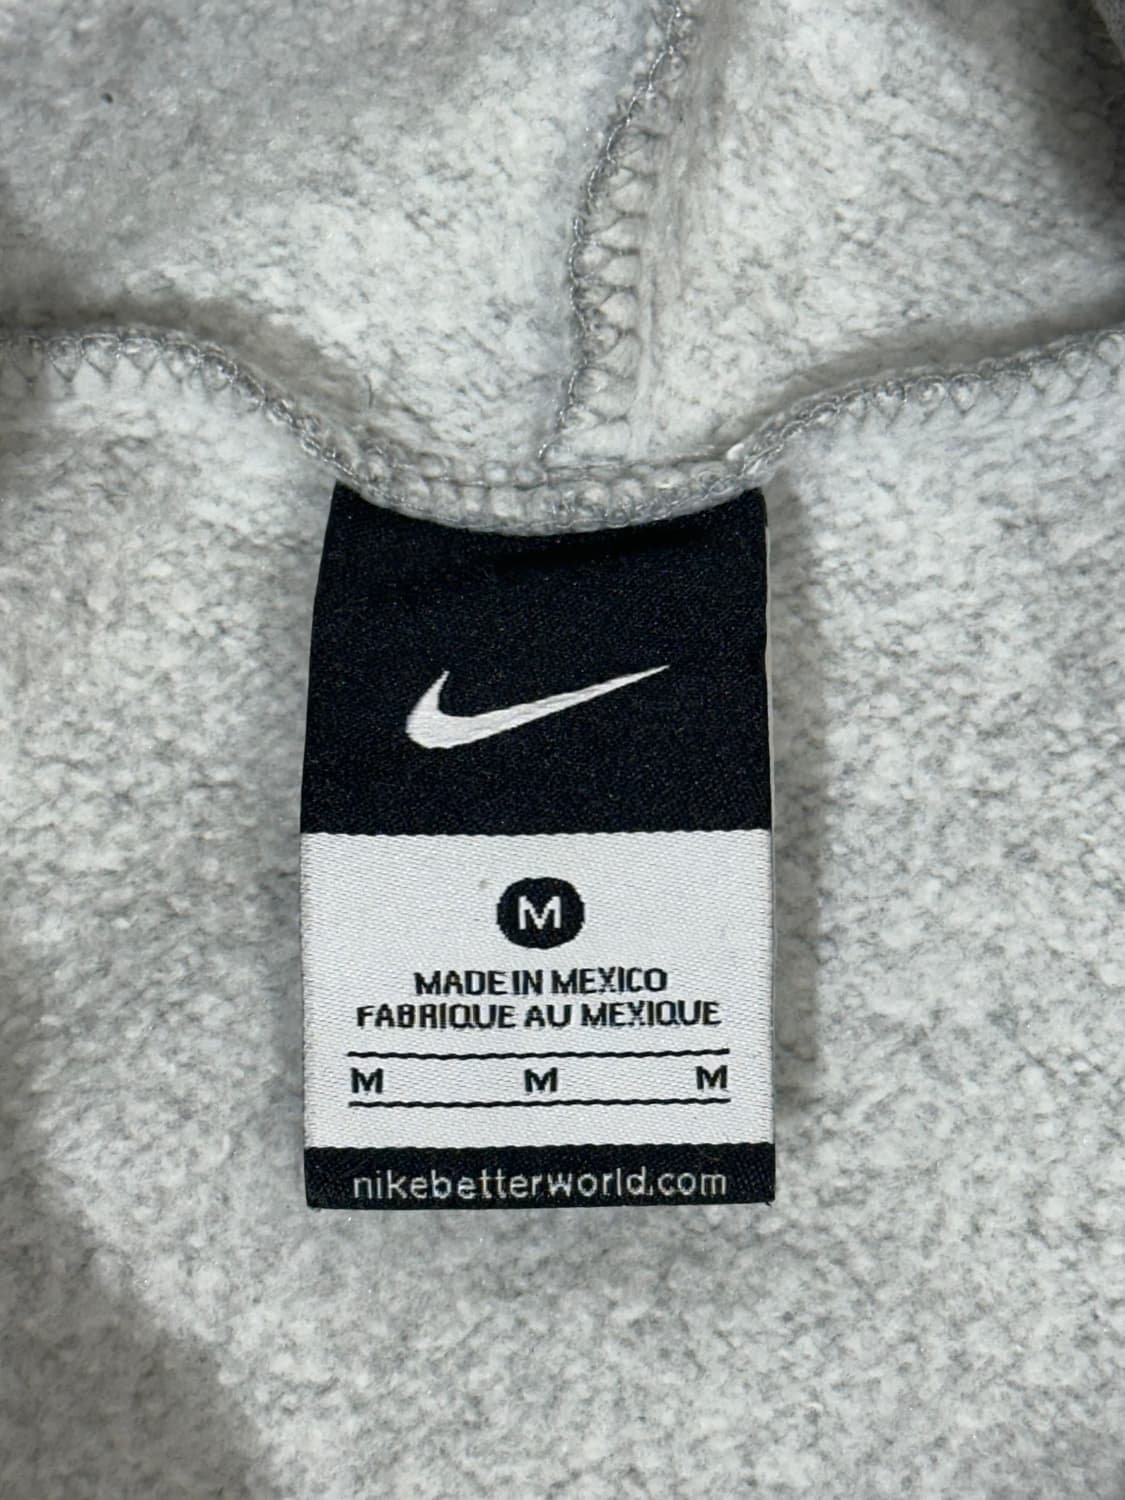 M
MADE IN MEXICO
FABRIQUE AU MEXIQUE
M M M
nikebetterworld.com